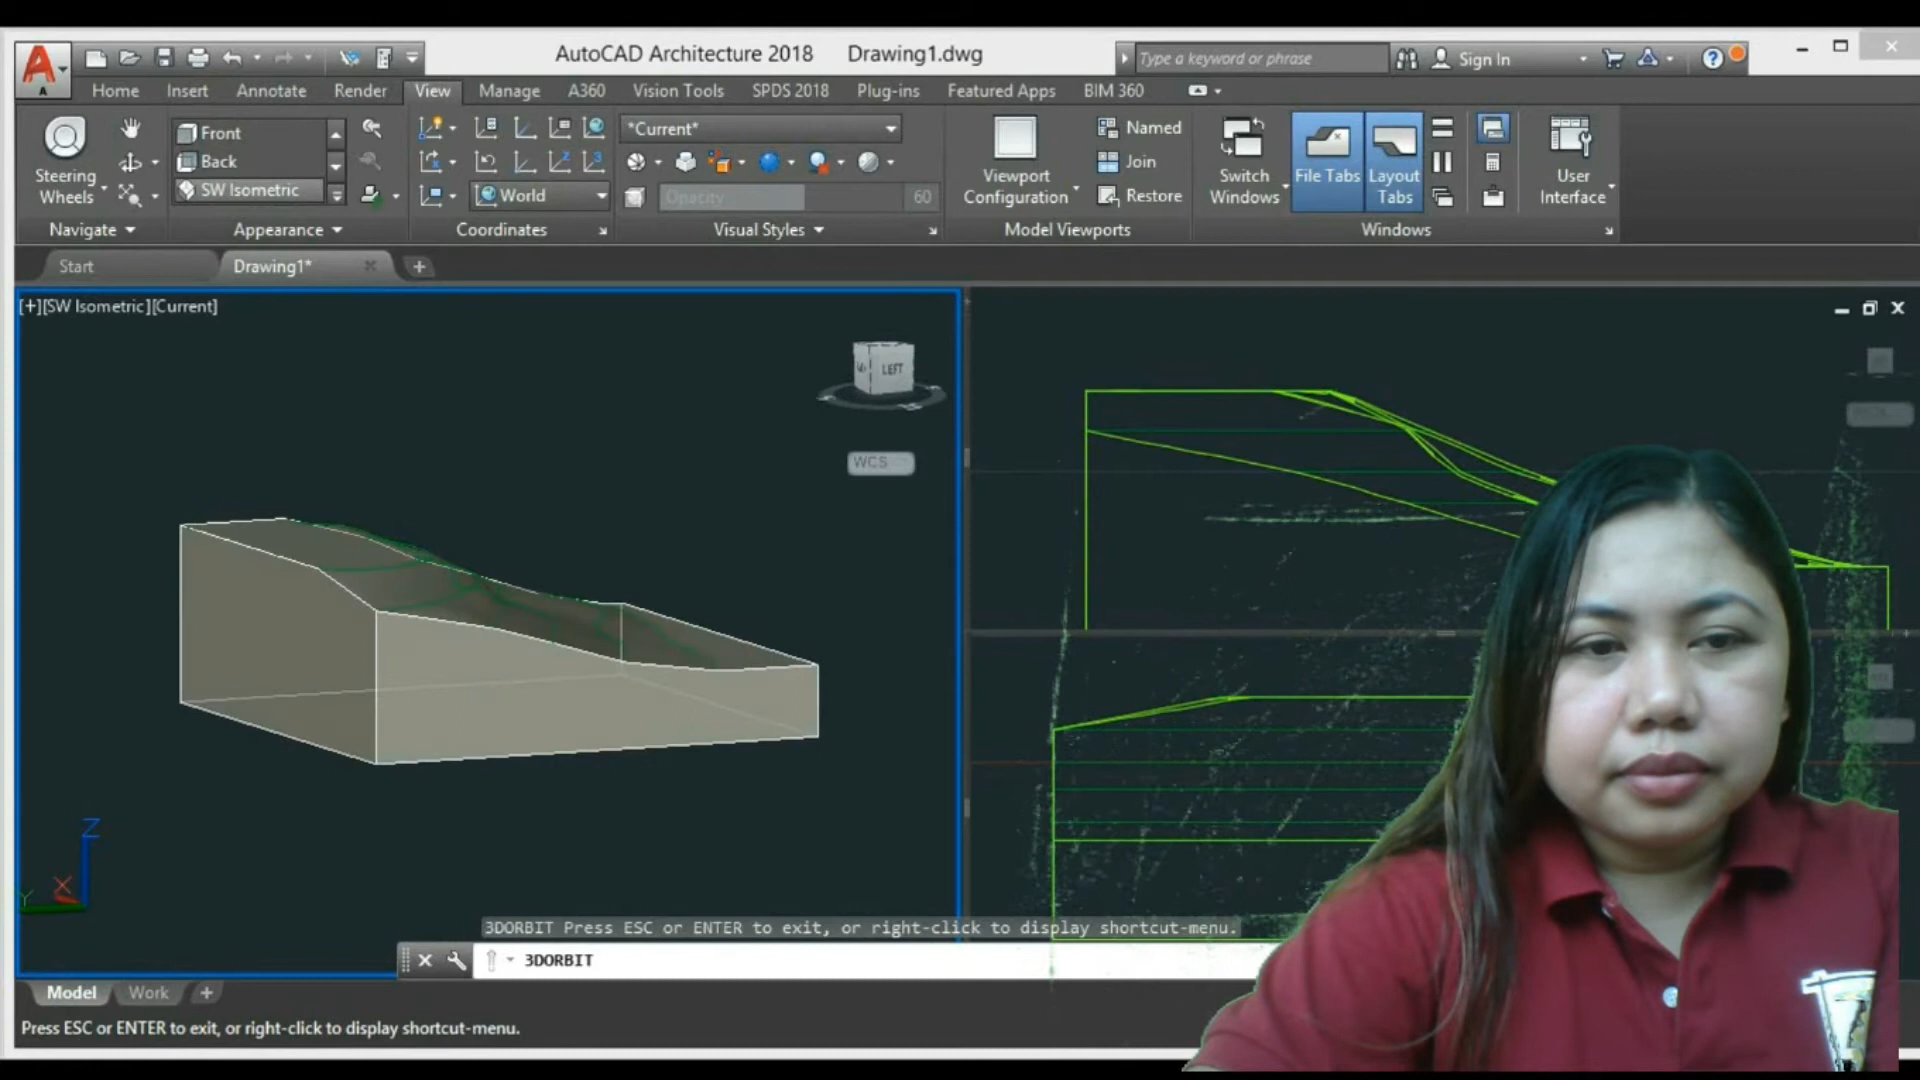 AutoCAD Architecture 2018 Drawing1.dwg
Type a keyword or phrase
Sign In
Home Insert Annotate Render View Manage A360 Vision Tools SPDS 2018 Plug-ins Featured Apps BIM 360
Steering Wheels
Front
Back
SW Isometric
World
*Current*
Opacity 60
Viewport Configuration
Named
Join
Restore
Switch Windows
File Tabs
Layout Tabs
User Interface
Navigate Appearance Coordinates Visual Styles Model Viewports Windows
Start Drawing1*
[+][SW Isometric][Current]
LEFT
WCS
Z
X
Y
3DORBIT Press ESC or ENTER to exit, or right-click to display shortcut-menu.
3DORBIT
Model Work
Press ESC or ENTER to exit, or right-click to display shortcut-menu.